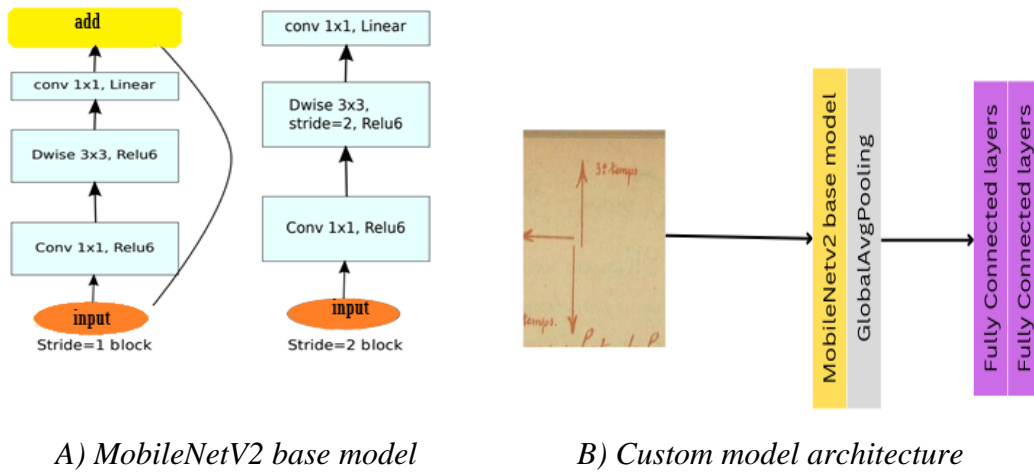 add
conv 1x1, Linear
Dwise 3x3, Relu6
Conv 1x1, Relu6
input
Stride=1 block
conv 1x1, Linear
Dwise 3x3,
stride=2, Relu6
Conv 1x1, Relu6
input
Stride=2 block
A) MobileNetV2 base model
3e temps
temps.
MobileNetv2 base model
GlobalAvgPooling
Fully Connected layers
Fully Connected layers
B) Custom model architecture